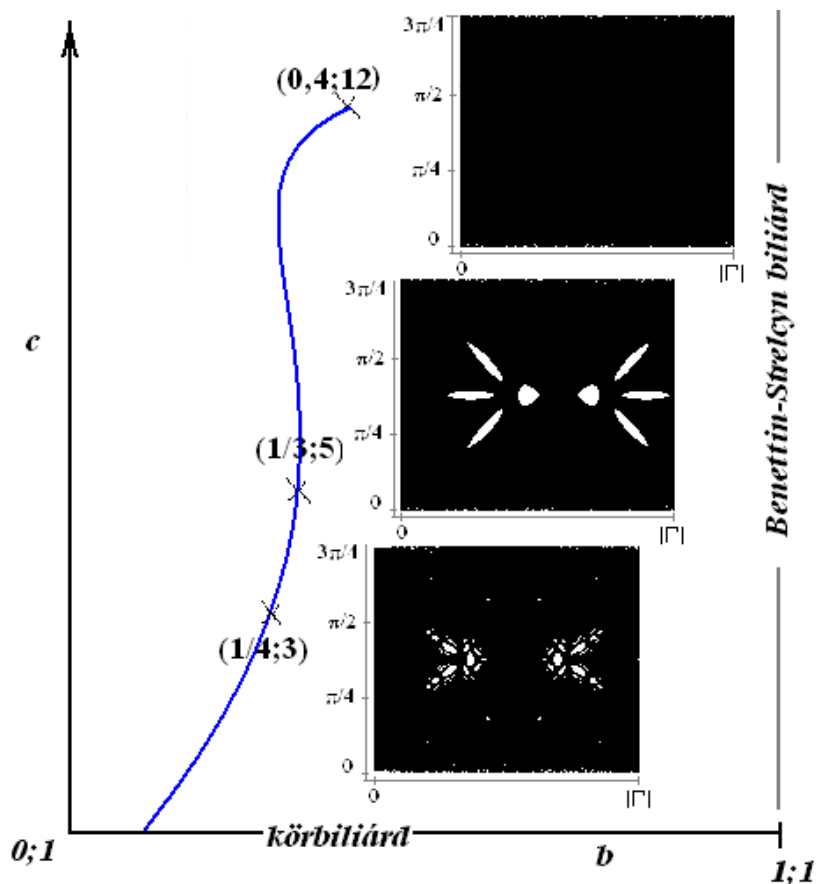 3π/4
(0,4;12)
π/2
π/4
0
0
|Γ|
3π/4
c
π/2
(1/3;5)
π/4
0
0
|Γ|
3π/4
π/2
(1/4;3)
π/4
0
0
|Γ|
Benettin-Strelcyn biliárd
0;1
körbiliárd
b
1;1